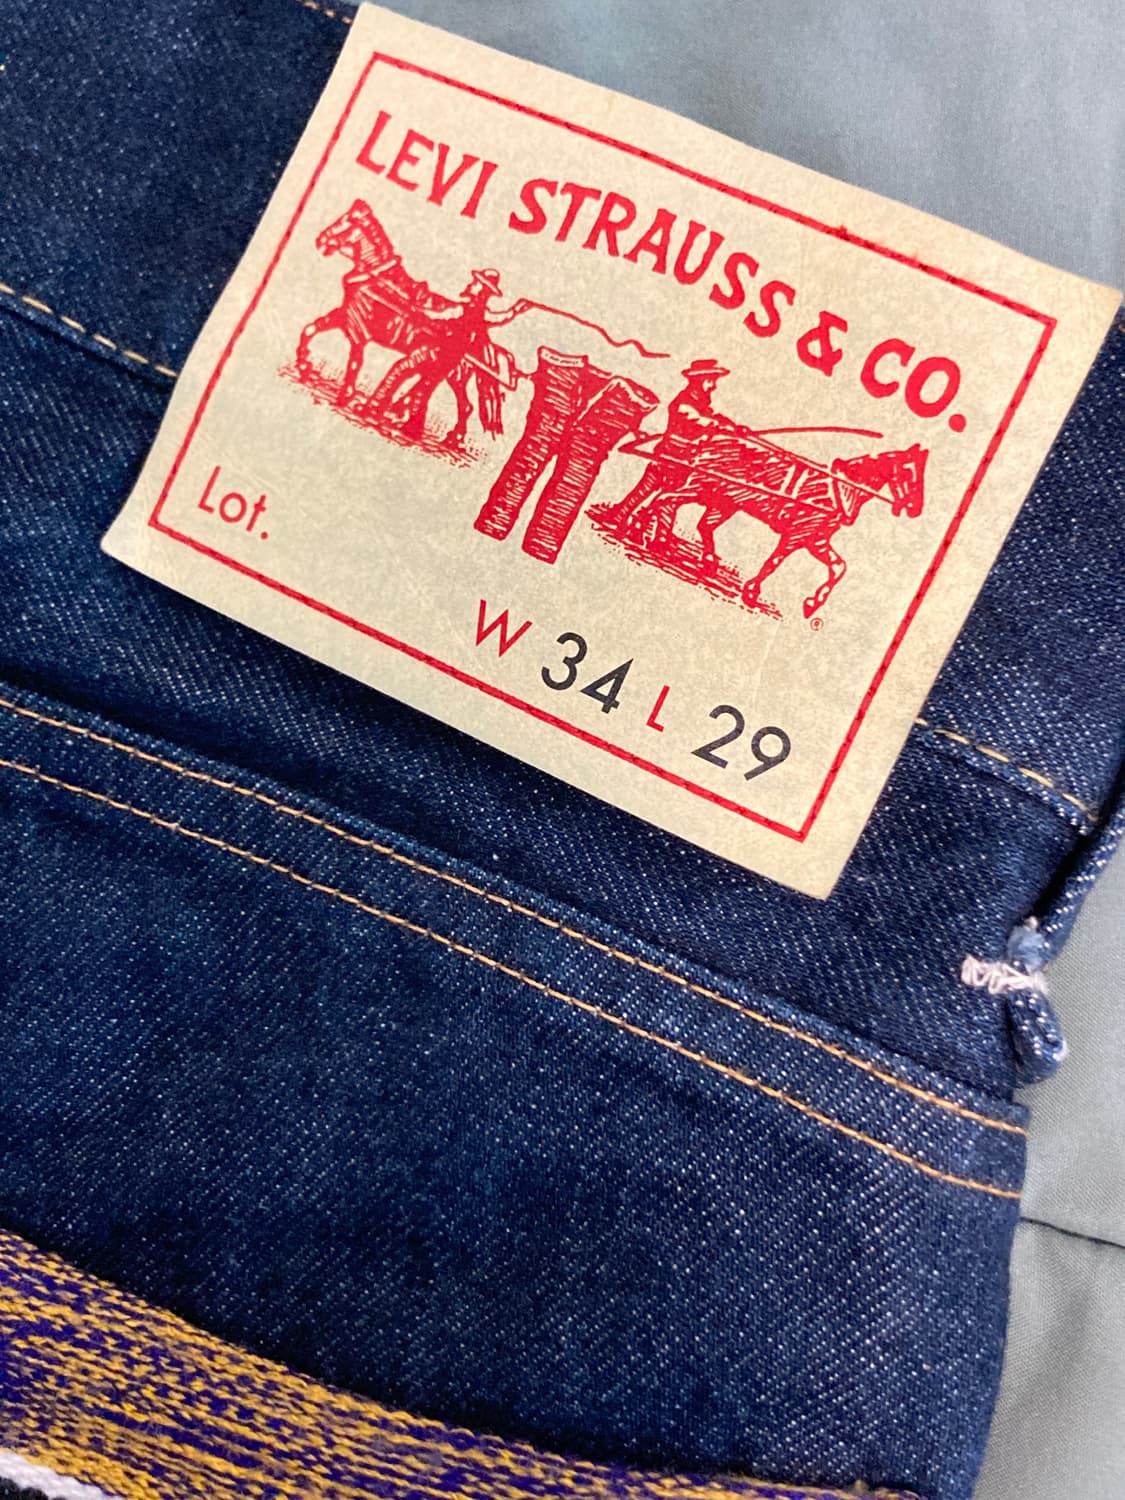 LEVI STRAUSS & CO.
®
Lot.
W 34 L 29